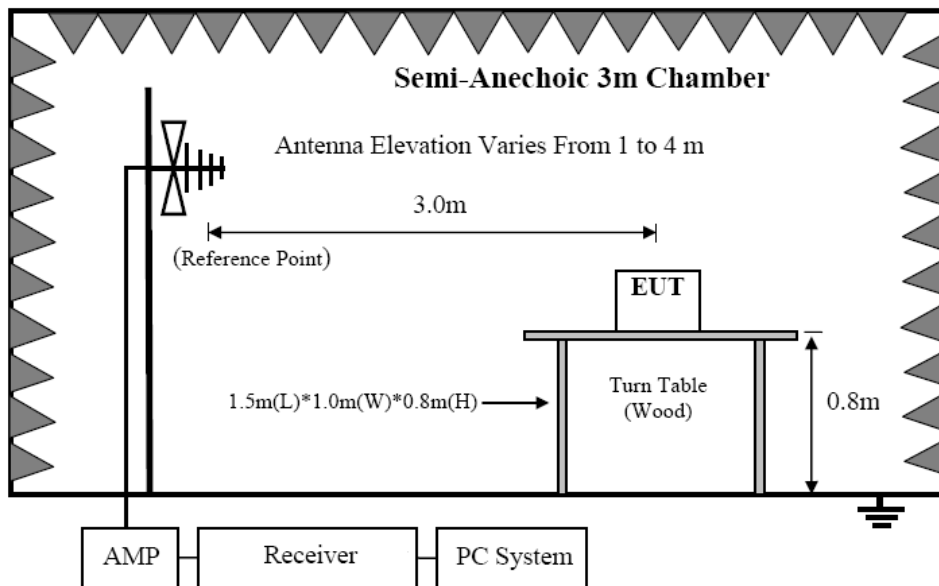 Semi-Anechoic 3m Chamber
Antenna Elevation Varies From 1 to 4 m
3.0m
(Reference Point)
EUT
1.5m(L)*1.0m(W)*0.8m(H)
Turn Table
(Wood)
0.8m
AMP
Receiver
PC System